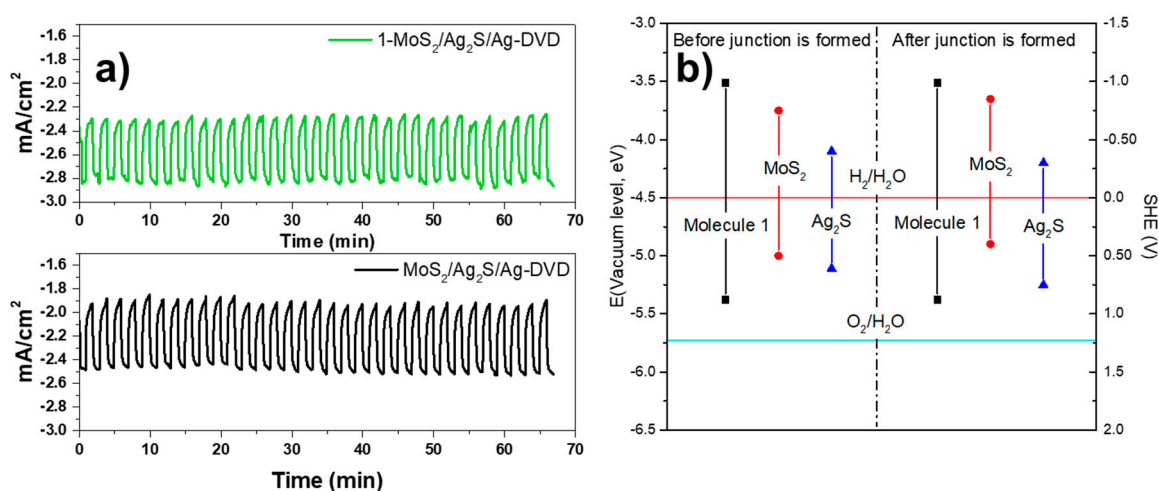 a)
1-MoS₂/Ag₂S/Ag-DVD
mA/cm²
-1.6
-1.8
-2.0
-2.2
-2.4
-2.6
-2.8
-3.0
0 10 20 30 40 50 60 70
Time (min)
MoS₂/Ag₂S/Ag-DVD
mA/cm²
-1.6
-1.8
-2.0
-2.2
-2.4
-2.6
-2.8
-3.0
0 10 20 30 40 50 60 70
Time (min)
b)
Before junction is formed
After junction is formed
E(Vacuum level, eV)
-3.0
-3.5
-4.0
-4.5
-5.0
-5.5
-6.0
-6.5
MoS₂
H₂/H₂O
MoS₂
Molecule 1
Ag₂S
Molecule 1
Ag₂S
O₂/H₂O
-1.5
-1.0
-0.50
0.0
0.50
1.0
1.5
2.0
SHE (V)